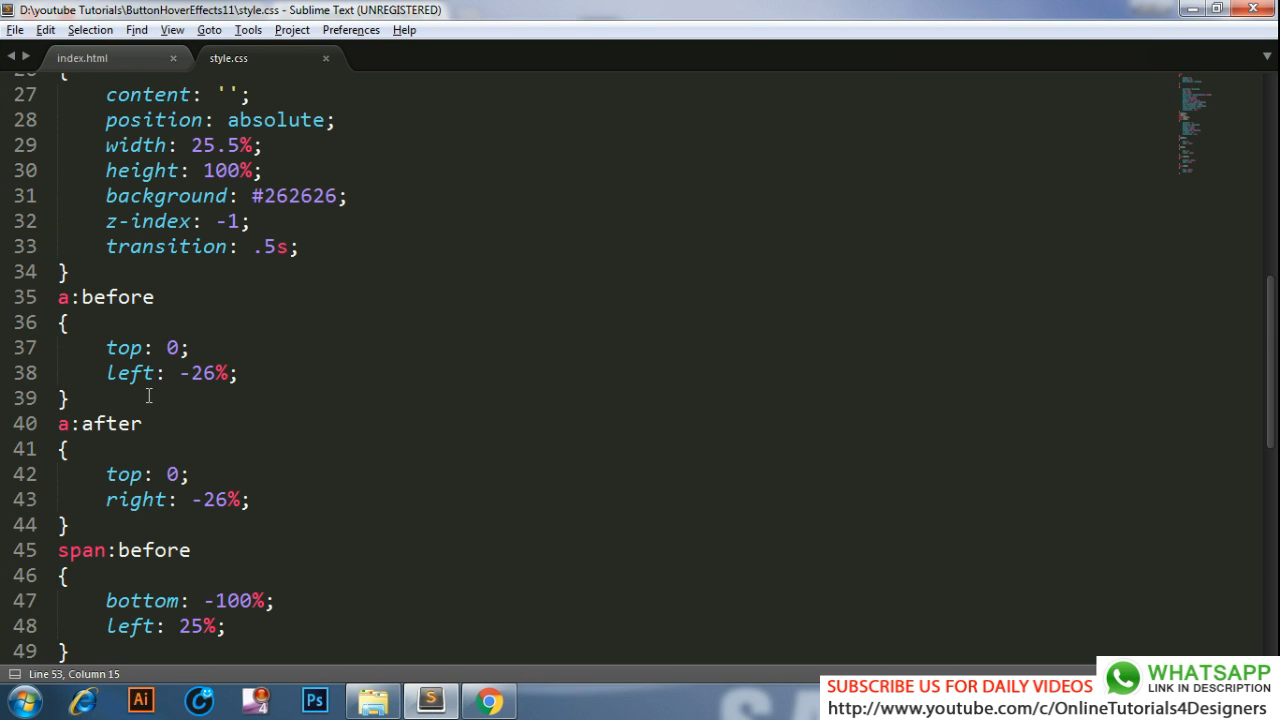 D:\youtube Tutorials\ButtonHoverEffects11\style.css - Sublime Text (UNREGISTERED)
File Edit Selection Find View Goto Tools Project Preferences Help
index.html × style.css ×
{
27 content: '';
28 position: absolute;
29 width: 25.5%;
30 height: 100%;
31 background: #262626;
32 z-index: -1;
33 transition: .5s;
34 }
35 a:before
36 {
37 top: 0;
38 left: -26%;
39 }
40 a:after
41 {
42 top: 0;
43 right: -26%;
44 }
45 span:before
46 {
47 bottom: -100%;
48 left: 25%;
49 }
Line 53, Column 15
WHATSAPP
LINK IN DESCRIPTION
SUBSCRIBE US FOR DAILY VIDEOS
http://www.youtube.com/c/OnlineTutorials4Designers
Ai
4
Ps